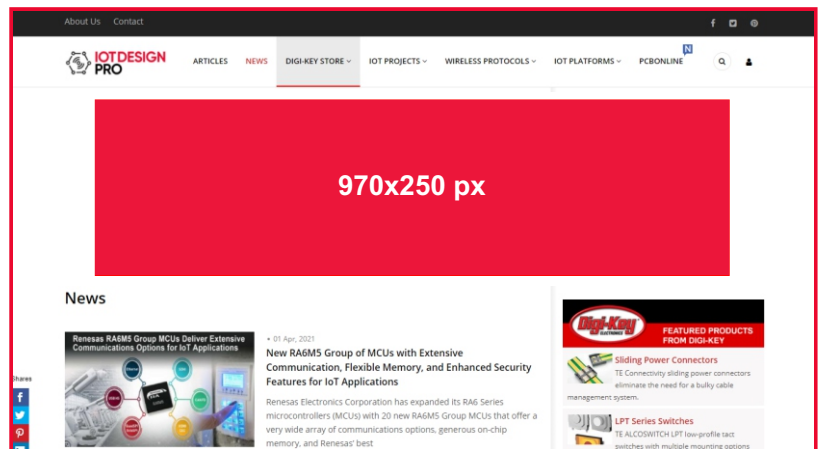 About Us Contact
IOTDESIGN
PRO
ARTICLES NEWS DIGI-KEY STORE IOT PROJECTS WIRELESS PROTOCOLS IOT PLATFORMS PCBONLINE
970x250 px
News
Renesas RA6M5 Group MCUs Deliver Extensive
Communications Options for IoT Applications
01 Apr, 2021
New RA6M5 Group of MCUs with Extensive
Communication, Flexible Memory, and Enhanced Security
Features for IoT Applications
Renesas Electronics Corporation has expanded its RA6 Series
microcontrollers (MCUs) with 20 new RA6M5 Group MCUs that offer a
very wide array of communications options, generous on-chip
memory, and Renesas' best
Shares
Digi-Key
ELECTRONICS
FEATURED PRODUCTS
FROM DIGI-KEY
Sliding Power Connectors
TE Connectivity sliding power connectors
eliminate the need for a bulky cable
management system.
LPT Series Switches
TE ALCOSWITCH LPT low-profile tact
switches with multiple mounting options